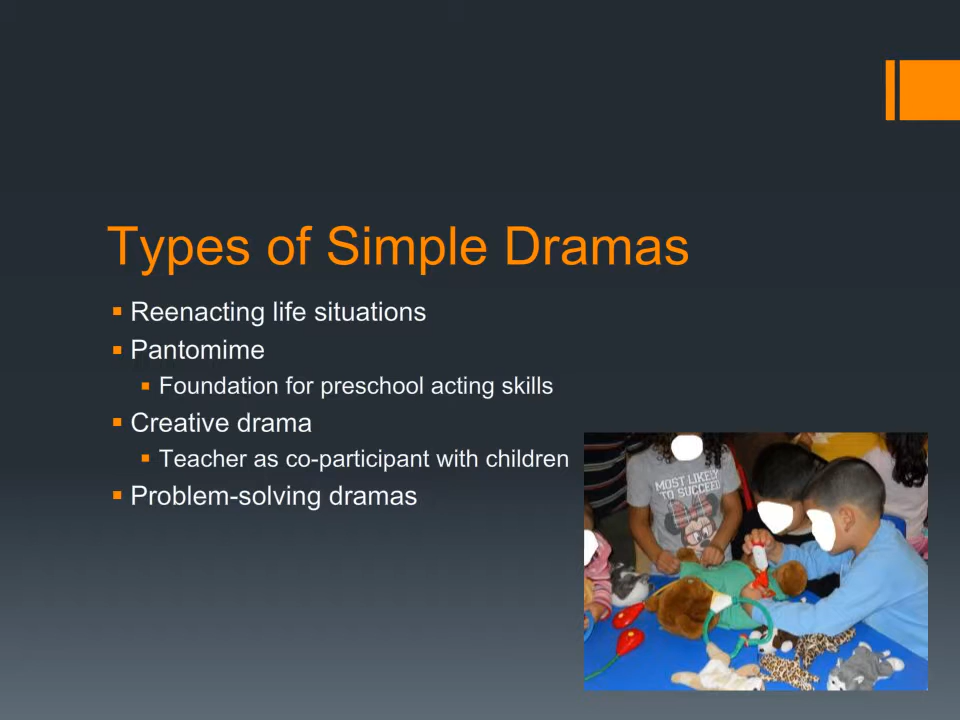 Types of Simple Dramas
Reenacting life situations
Pantomime
Foundation for preschool acting skills
Creative drama
Teacher as co-participant with children
Problem-solving dramas
MOST LIKELY
TO SUCCEED